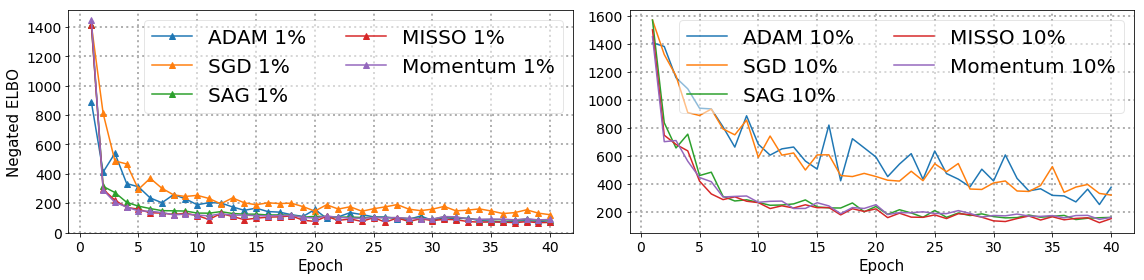 Negated ELBO
1400
1200
1000
800
600
400
200
0
ADAM 1%
SGD 1%
SAG 1%
MISSO 1%
Momentum 1%
0 5 10 15 20 25 30 35 40
Epoch
1600
1400
1200
1000
800
600
400
200
ADAM 10%
SGD 10%
SAG 10%
MISSO 10%
Momentum 10%
0 5 10 15 20 25 30 35 40
Epoch